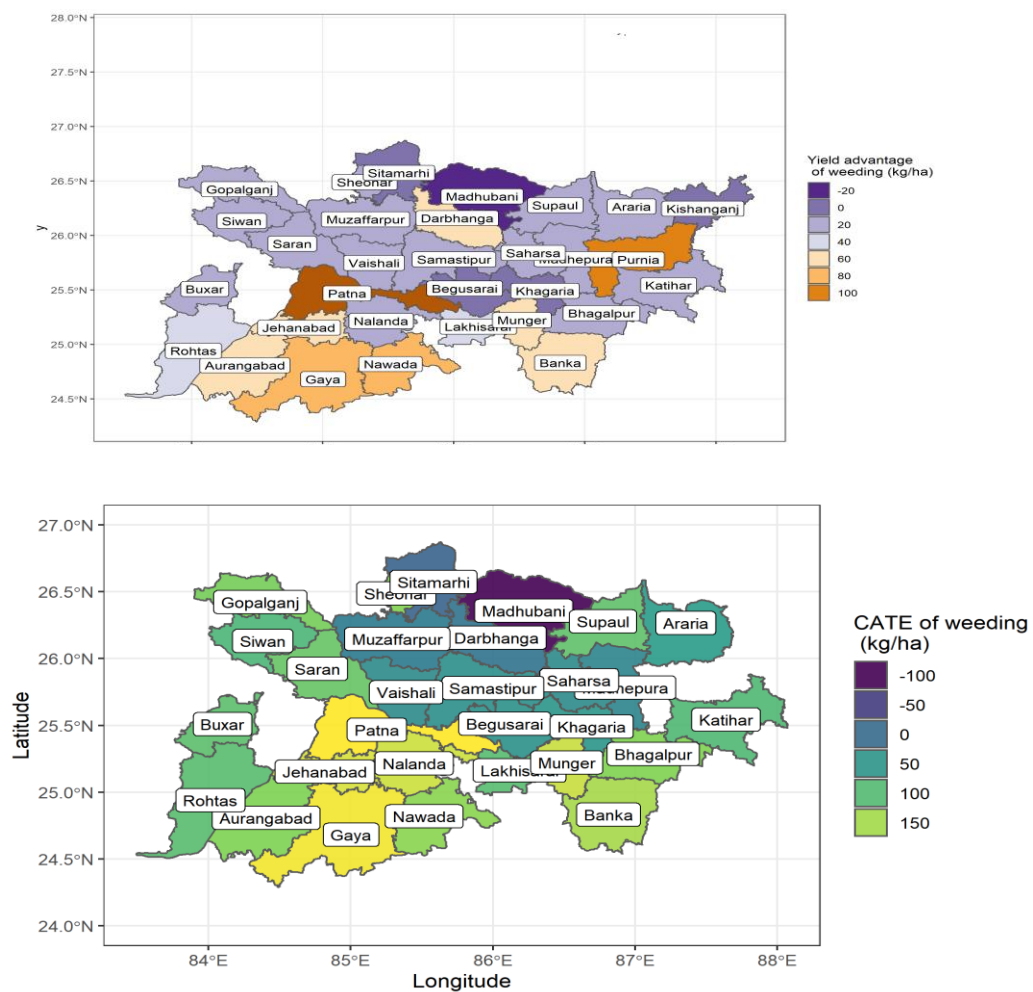 28.0°N
27.5°N
27.0°N
26.5°N
26.0°N
25.5°N
25.0°N
24.5°N
y
Sitamarhi
Sheohar
Gopalganj
Madhubani
Siwan
Muzaffarpur
Darbhanga
Supaul
Araria
Kishanganj
Saran
Vaishali
Samastipur
Saharsa
Madhepura
Purnia
Buxar
Patna
Begusarai
Khagaria
Katihar
Jehanabad
Nalanda
Lakhisarai
Munger
Bhagalpur
Rohtas
Aurangabad
Gaya
Nawada
Banka
Yield advantage
of weeding (kg/ha)
-20
0
20
40
60
80
100
27.0°N
26.5°N
26.0°N
25.5°N
25.0°N
24.5°N
24.0°N
Latitude
Sitamarhi
Sheohar
Gopalganj
Madhubani
Siwan
Muzaffarpur
Darbhanga
Supaul
Araria
Saran
Vaishali
Samastipur
Saharsa
Madhepura
Buxar
Patna
Begusarai
Khagaria
Katihar
Jehanabad
Nalanda
Lakhisarai
Munger
Bhagalpur
Rohtas
Aurangabad
Gaya
Nawada
Banka
84°E
85°E
86°E
87°E
88°E
Longitude
CATE of weeding
(kg/ha)
-100
-50
0
50
100
150